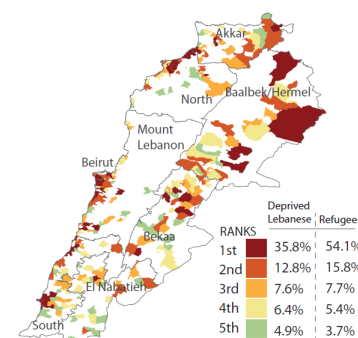 Akkar
North
Baalbek/Hermel
Mount
Lebanon
Beirut
Bekaa
El Nabatieh
South
Deprived
Lebanese
Refugees
RANKS
1st 35.8% 54.1%
2nd 12.8% 15.8%
3rd 7.6% 7.7%
4th 6.4% 5.4%
5th 4.9% 3.7%